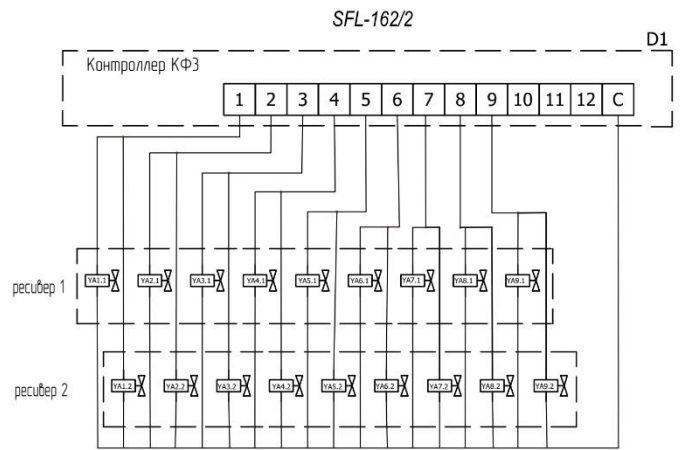 SFL-162/2
D1
Контроллер КФЗ
1 2 3 4 5 6 7 8 9 10 11 12 C
ресивер 1
YA1.1 YA2.1 YA3.1 YA4.1 YA5.1 YA6.1 YA7.1 YA8.1 YA9.1
ресивер 2
YA1.2 YA2.2 YA3.2 YA4.2 YA5.2 YA6.2 YA7.2 YA8.2 YA9.2